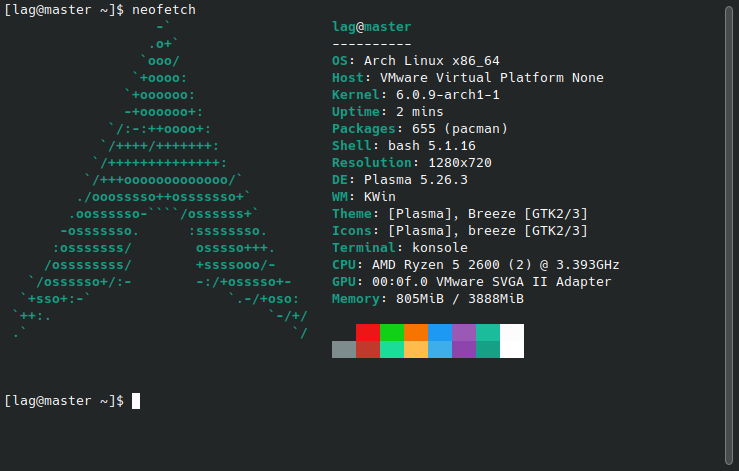 [lag@master ~]$ neofetch
                   -`                    lag@master
                  .o+`                   ----------
                 `ooo/                   OS: Arch Linux x86_64
                `+oooo:                  Host: VMware Virtual Platform None
               `+oooooo:                 Kernel: 6.0.9-arch1-1
               -+oooooo+:                Uptime: 2 mins
             `/:-:++oooo+:               Packages: 655 (pacman)
            `/++++/+++++++:              Shell: bash 5.1.16
           `/++++++++++++++:             Resolution: 1280x720
          `/+++ooooooooooooo/`           DE: Plasma 5.26.3
         ./ooosssso++osssssso+`          WM: KWin
        .oossssso-````/ossssss+`         Theme: [Plasma], Breeze [GTK2/3]
       -osssssso.      :ssssssso.        Icons: [Plasma], breeze [GTK2/3]
      :osssssss/        osssso+++.       Terminal: konsole
     /ossssssss/        +ssssooo/-       CPU: AMD Ryzen 5 2600 (2) @ 3.393GHz
   `/ossssso+/:-        -:/+osssso+-     GPU: 00:0f.0 VMware SVGA II Adapter
  `+sso+:-`                 `.-/+oso:    Memory: 805MiB / 3888MiB
 `++:.                           `-/+/
 .`                                 `/
[lag@master ~]$